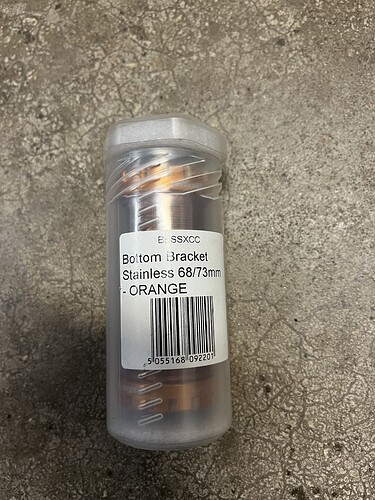 Bottom Bracket
Stainless 68/73mm
- ORANGE
5 055168 092201